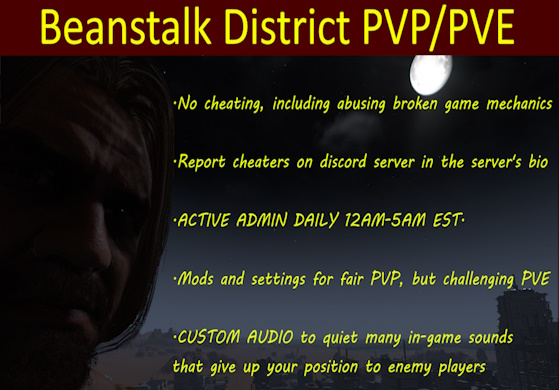 Beanstalk District PVP/PVE
·No cheating, including abusing broken game mechanics
·Report cheaters on discord server in the server's bio
·ACTIVE ADMIN DAILY 12AM-5AM EST·
·Mods and settings for fair PVP, but challenging PVE
·CUSTOM AUDIO to quiet many in-game sounds
that give up your position to enemy players